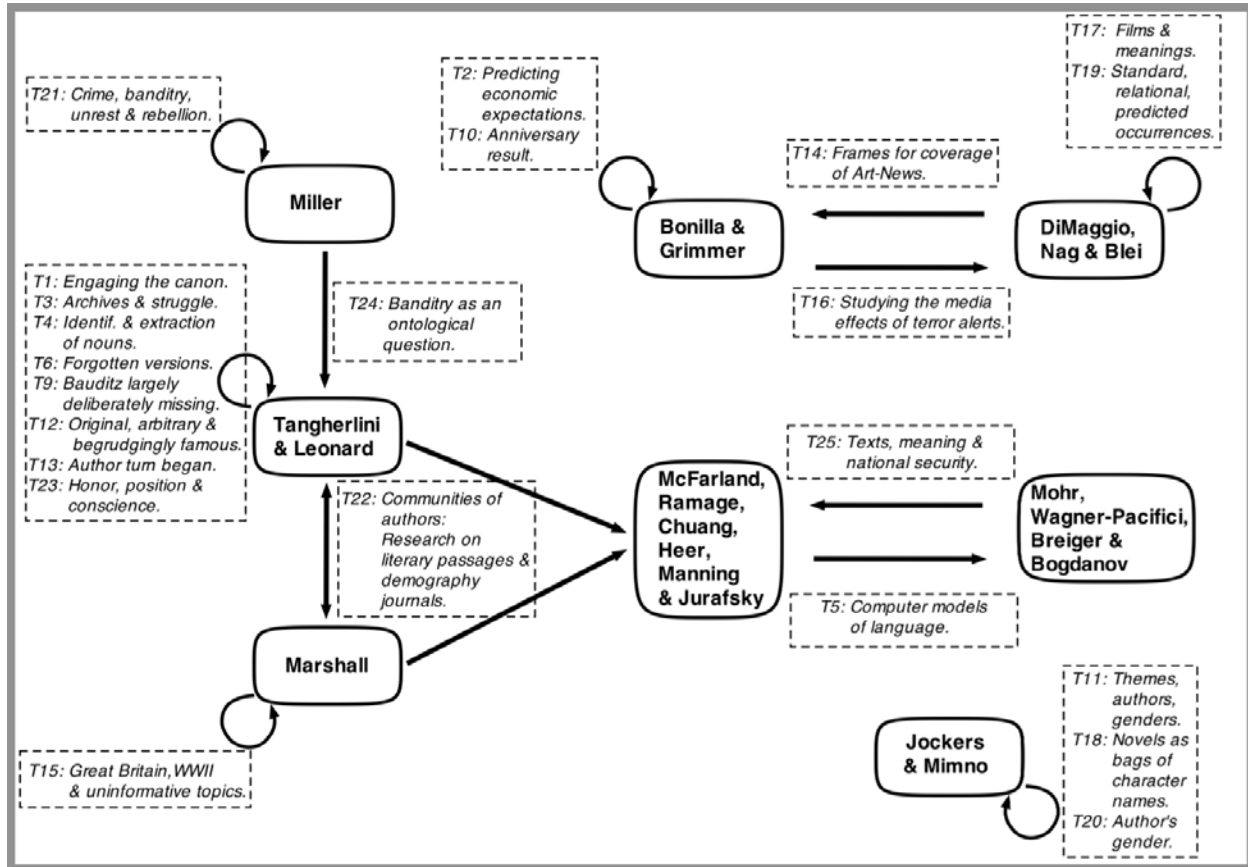 T21: Crime, banditry,
unrest & rebellion.
Miller
T2: Predicting
economic
expectations.
T10: Anniversary
result.
T17: Films &
meanings.
T19: Standard,
relational,
predicted
occurrences.
T14: Frames for coverage
of Art-News.
Bonilla &
Grimmer
DiMaggio,
Nag & Blei
T16: Studying the media
effects of terror alerts.
T24: Banditry as an
ontological
question.
T1: Engaging the canon.
T3: Archives & struggle.
T4: Identif. & extraction
of nouns.
T6: Forgotten versions.
T9: Bauditz largely
deliberately missing.
T12: Original, arbitrary &
begrudgingly famous.
T13: Author turn began.
T23: Honor, position &
conscience.
Tangherlini
& Leonard
T22: Communities of
authors:
Research on
literary passages &
demography
journals.
Marshall
T15: Great Britain, WWII
& uninformative topics.
T25: Texts, meaning &
national security.
McFarland,
Ramage,
Chuang,
Heer,
Manning
& Jurafsky
Mohr,
Wagner-Pacifici,
Breiger &
Bogdanov
T5: Computer models
of language.
Jockers
& Mimno
T11: Themes,
authors,
genders.
T18: Novels as
bags of
character
names.
T20: Author's
gender.